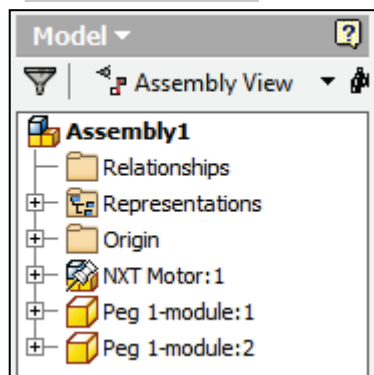 Model
Assembly View
Assembly1
Relationships
Representations
Origin
NXT Motor:1
Peg 1-module:1
Peg 1-module:2